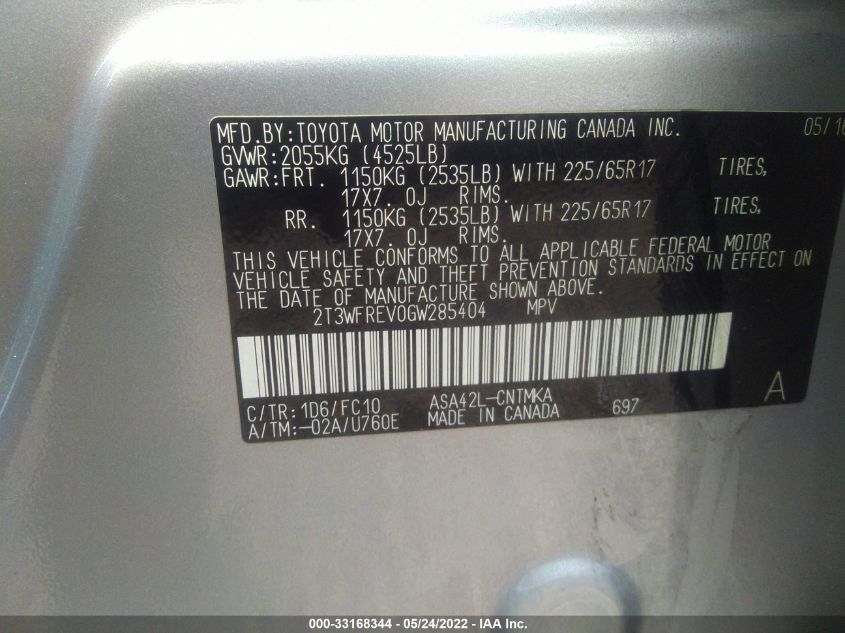 MFD.BY:TOYOTA MOTOR MANUFACTURING CANADA INC. 05/16
GVWR:2055KG (4525LB)
GAWR:FRT. 1150KG (2535LB) WITH 225/65R17 TIRES,
17X7. 0J RIMS.
RR. 1150KG (2535LB) WITH 225/65R17 TIRES,
17X7. 0J RIMS.
THIS VEHICLE CONFORMS TO ALL APPLICABLE FEDERAL MOTOR
VEHICLE SAFETY AND THEFT PREVENTION STANDARDS IN EFFECT ON
THE DATE OF MANUFACTURE SHOWN ABOVE.
2T3WFREV0GW285404 MPV
A
C/TR:1D6/FC10 ASA42L-CNTMKA 697
A/TM:-02A/U760E MADE IN CANADA
000-33168344 - 05/24/2022 - IAA Inc.